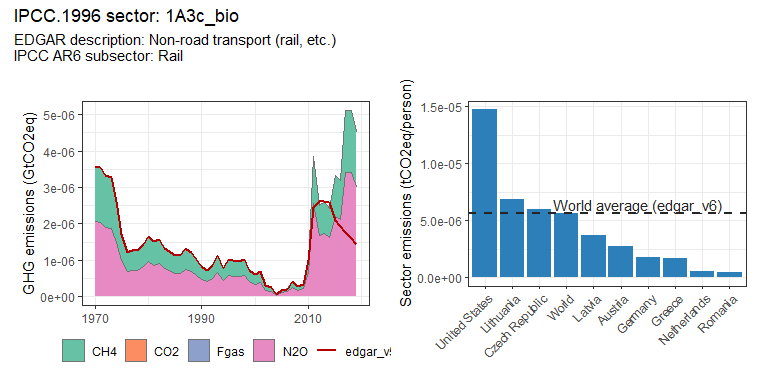 IPCC.1996 sector: 1A3c_bio
EDGAR description: Non-road transport (rail, etc.)
IPCC AR6 subsector: Rail
GHG emissions (GtCO2eq)
5e-06
4e-06
3e-06
2e-06
1e-06
0e+00
1970
1990
2010
CH4
CO2
Fgas
N2O
edgar_v5
Sector emissions (tCO2eq/person)
1.5e-05
1.0e-05
5.0e-06
0.0e+00
World average (edgar_v6)
United States
Lithuania
Czech Republic
World
Latvia
Austria
Germany
Greece
Netherlands
Romania